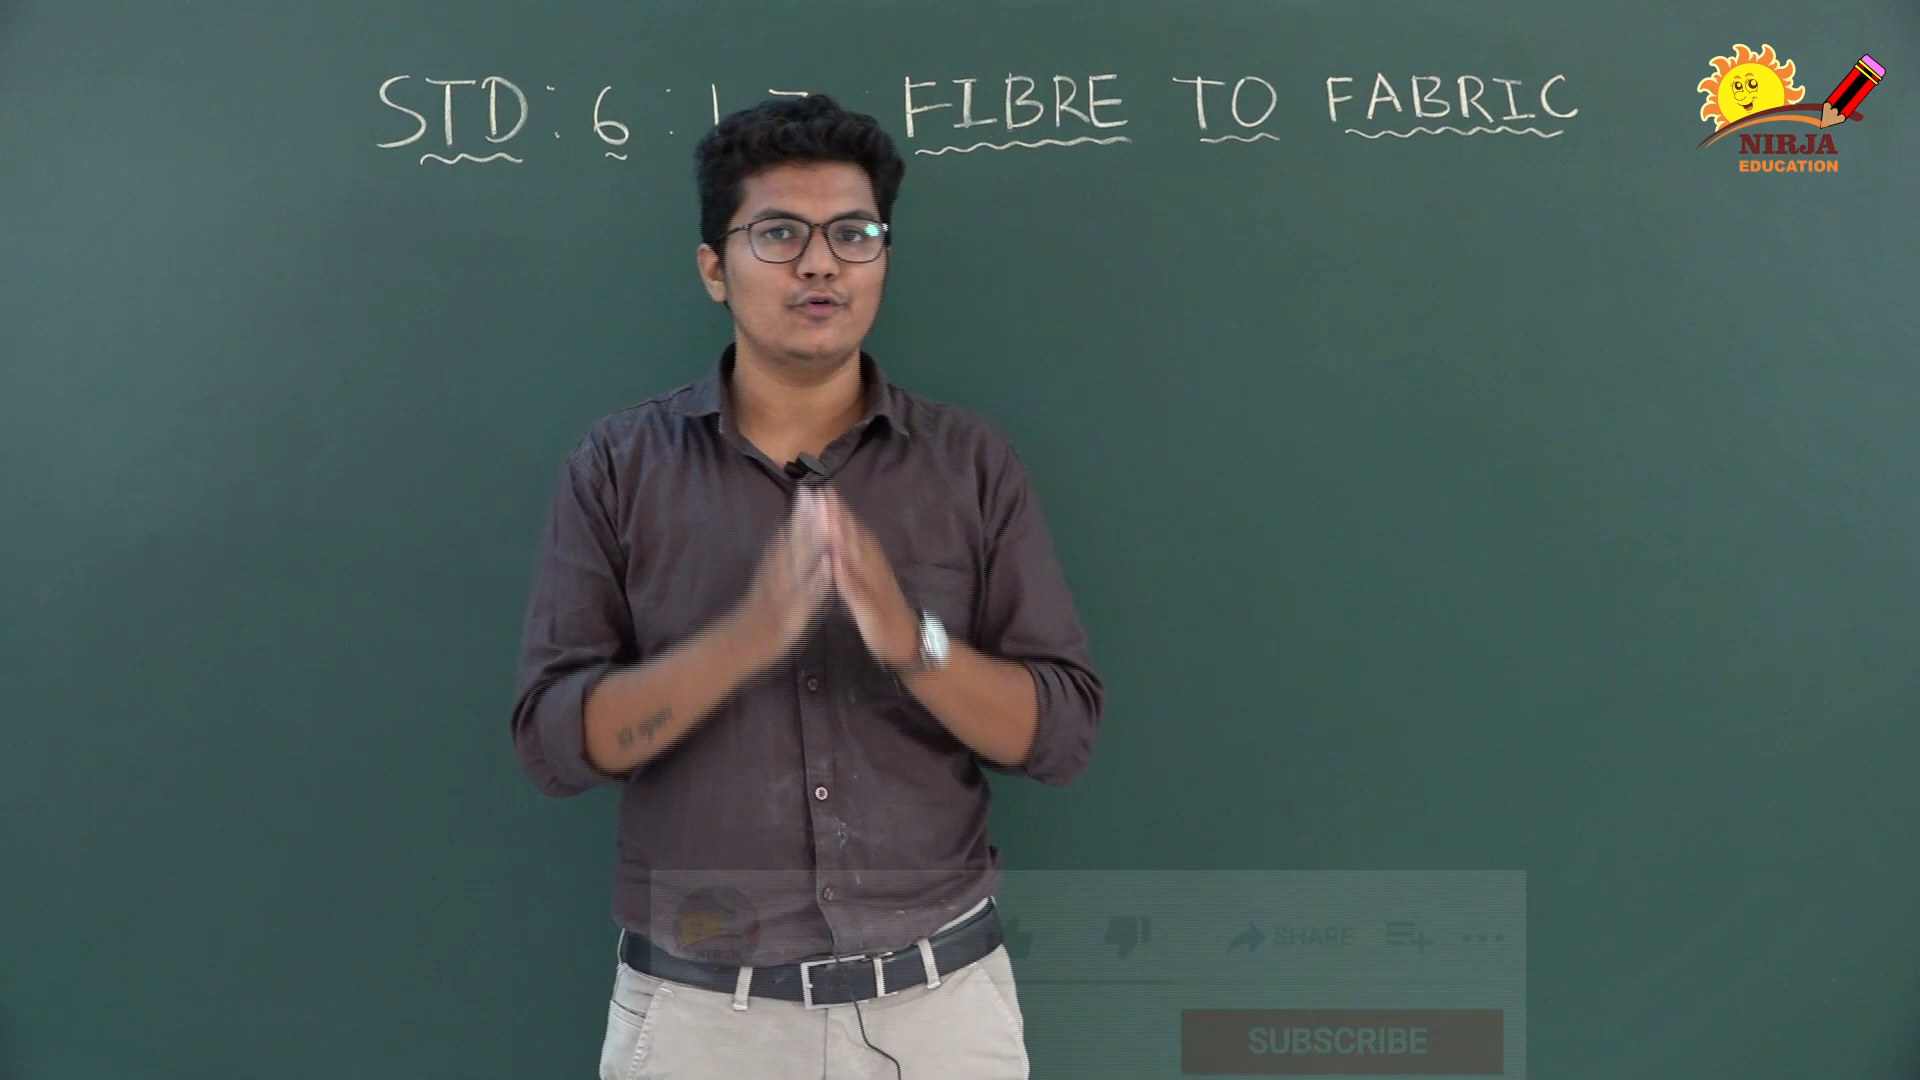 STD: 6 : FIBRE TO FABRIC
NIRJA
EDUCATION
SHARE
SUBSCRIBE